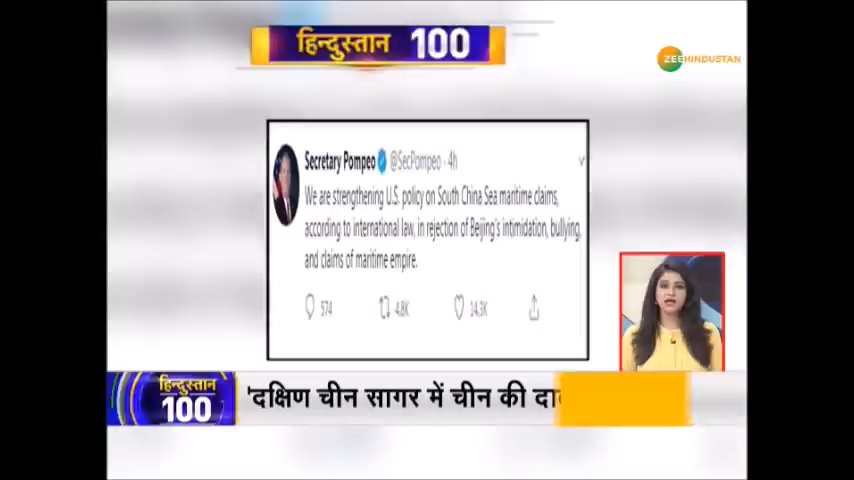 हिन्दुस्तान 100
ZEE HINDUSTAN
Secretary Pompeo @SecPompeo · 4h
We are strengthening U.S. policy on South China Sea maritime claims,
according to international law, in rejection of Beijing's intimidation, bullying,
and claims of maritime empire.
574 4.8K 14.3K
हिन्दुस्तान
100
'दक्षिण चीन सागर में चीन की